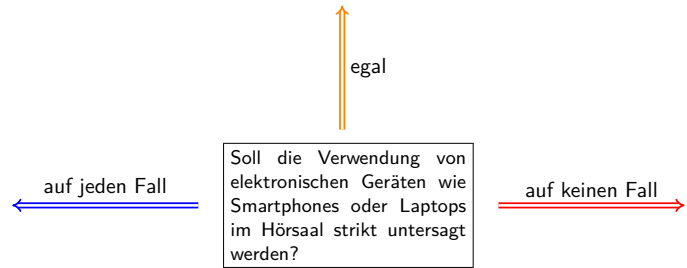 egal
auf jeden Fall
Soll die Verwendung von
elektronischen Geräten wie
Smartphones oder Laptops
im Hörsaal strikt untersagt
werden?
auf keinen Fall